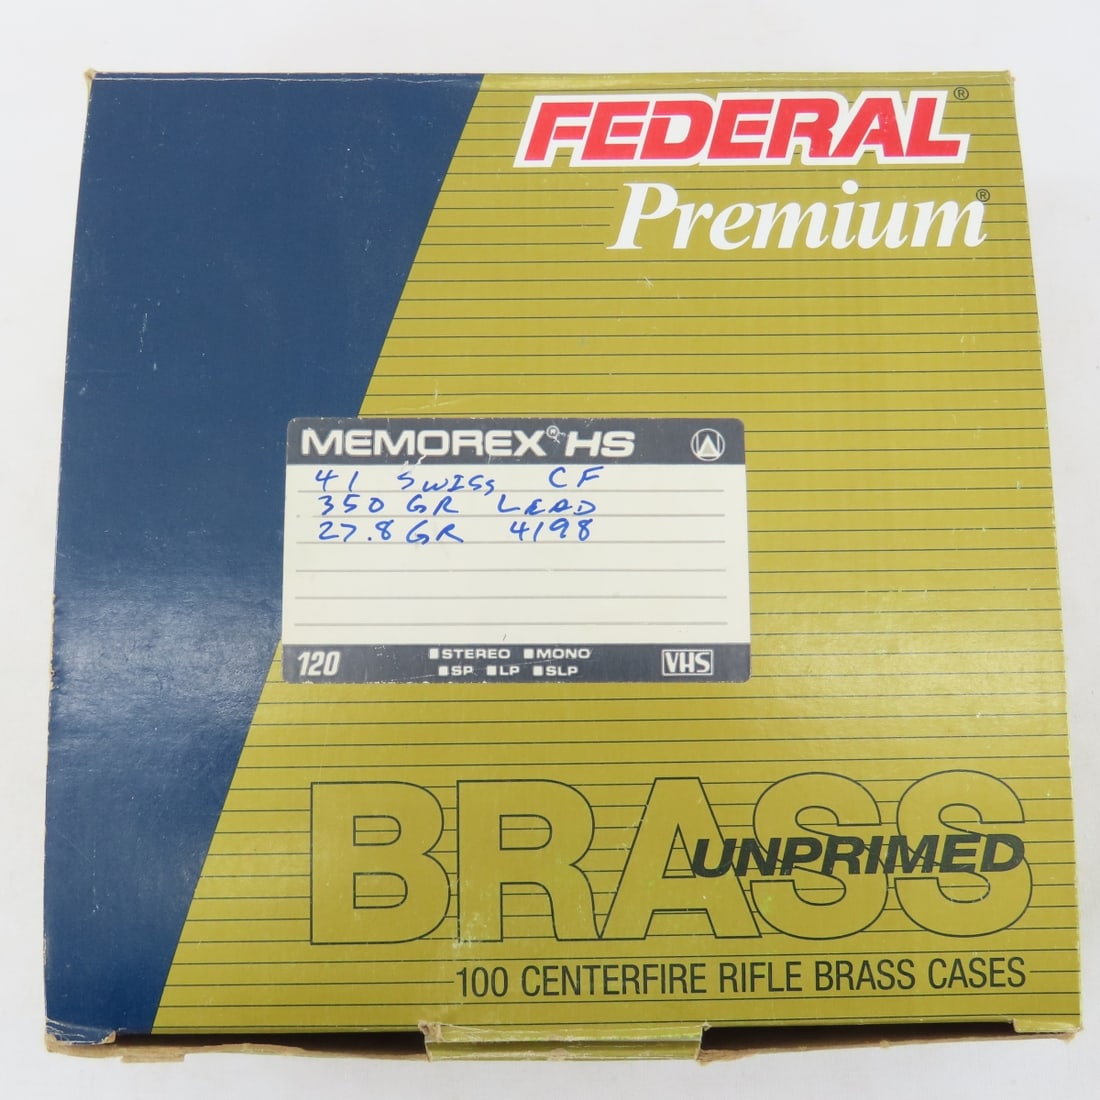 FEDERAL®
Premium®
MEMOREX® HS
41 SWISS CF
350 GR LEAD
27.8 GR 4198
120
STEREO MONO
SP LP SLP
VHS
BRASS
UNPRIMED
100 CENTERFIRE RIFLE BRASS CASES